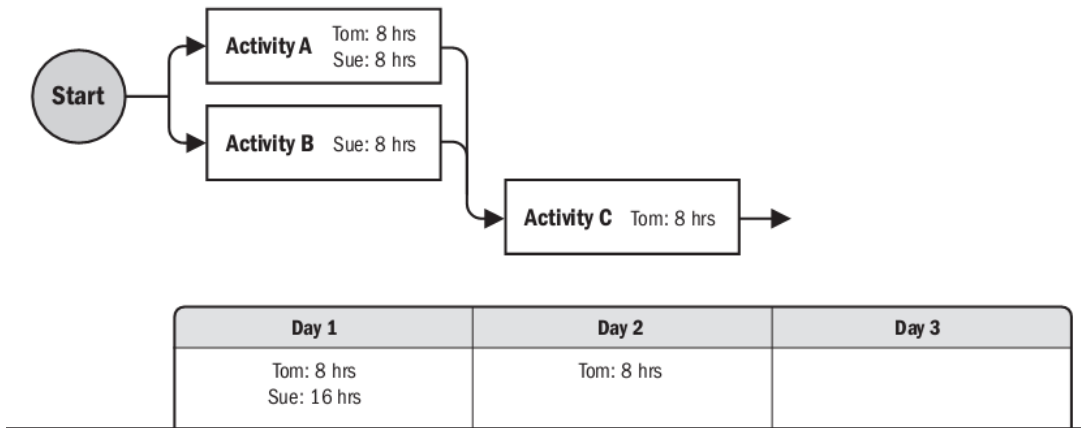 Start
Activity A
Tom: 8 hrs
Sue: 8 hrs
Activity B Sue: 8 hrs
Activity C Tom: 8 hrs
Day 1 Day 2 Day 3
Tom: 8 hrs Tom: 8 hrs
Sue: 16 hrs